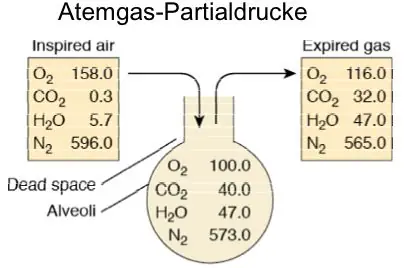 Atemgas-Partialdrucke
Inspired air
O₂ 158.0
CO₂ 0.3
H₂O 5.7
N₂ 596.0
Expired gas
O₂ 116.0
CO₂ 32.0
H₂O 47.0
N₂ 565.0
Dead space
Alveoli
O₂ 100.0
CO₂ 40.0
H₂O 47.0
N₂ 573.0